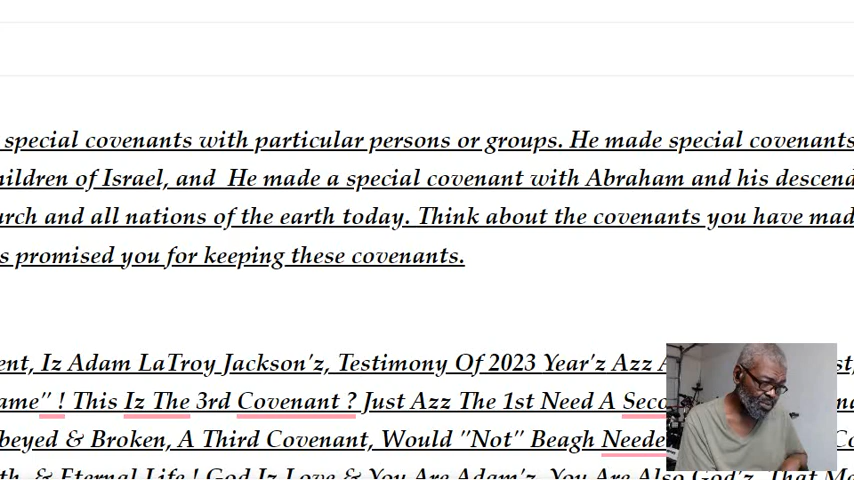 special covenants with particular persons or groups. He made special covenants
hildren of Israel, and He made a special covenant with Abraham and his descend
urch and all nations of the earth today. Think about the covenants you have mad
s promised you for keeping these covenants.
ent, Iz Adam LaTroy Jackson'z, Testimony Of 2023 Year'z Azz A
ame" ! This Iz The 3rd Covenant ? Just Azz The 1st Need A Seco
beyed & Broken, A Third Covenant, Would "Not" Beagh Neede
th, & Eternal Life ! God Iz Love & You Are Adam'z, You Are Also God'z, That